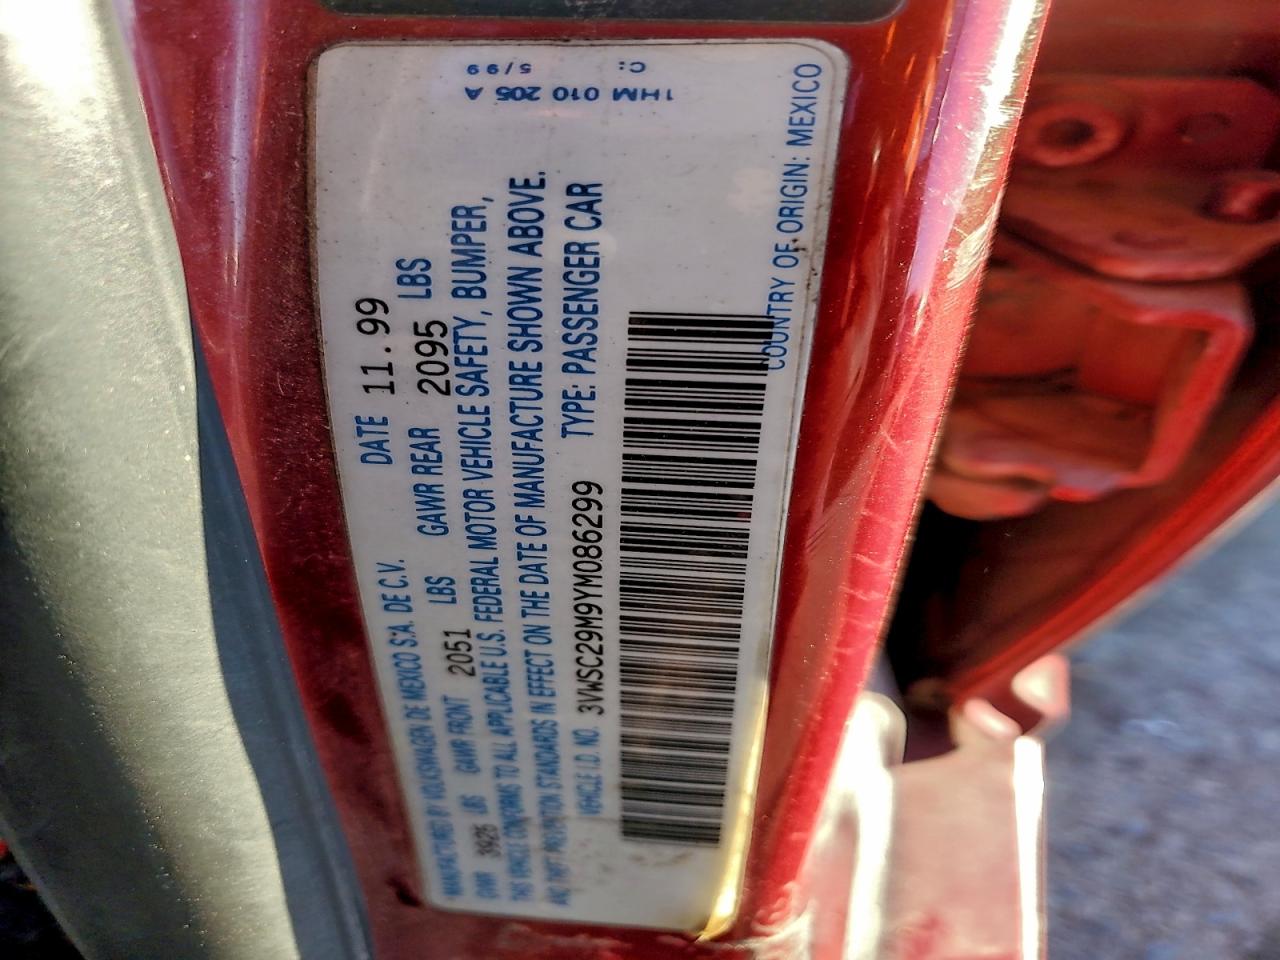 MANUFACTURED BY VOLKSWAGEN DE MEXICO S.A. DE C.V. DATE 11.99
GVWR 3926 LBS GAWR FRONT 2051 LBS GAWR REAR 2095 LBS
THIS VEHICLE CONFORMS TO ALL APPLICABLE U.S. FEDERAL MOTOR VEHICLE SAFETY, BUMPER,
AND THEFT PREVENTION STANDARDS IN EFFECT ON THE DATE OF MANUFACTURE SHOWN ABOVE.
VEHICLE I.D. NO. 3VWSC29M9YM086299 TYPE: PASSENGER CAR
COUNTRY OF ORIGIN: MEXICO
1HM 010 205 A
C: 5/99